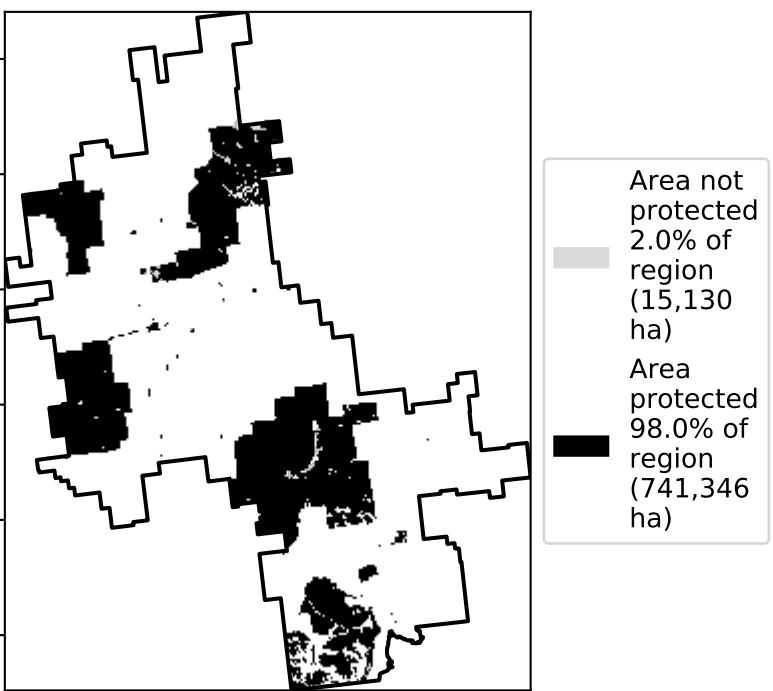 Area not
protected
2.0% of
region
(15,130
ha)
Area
protected
98.0% of
region
(741,346
ha)